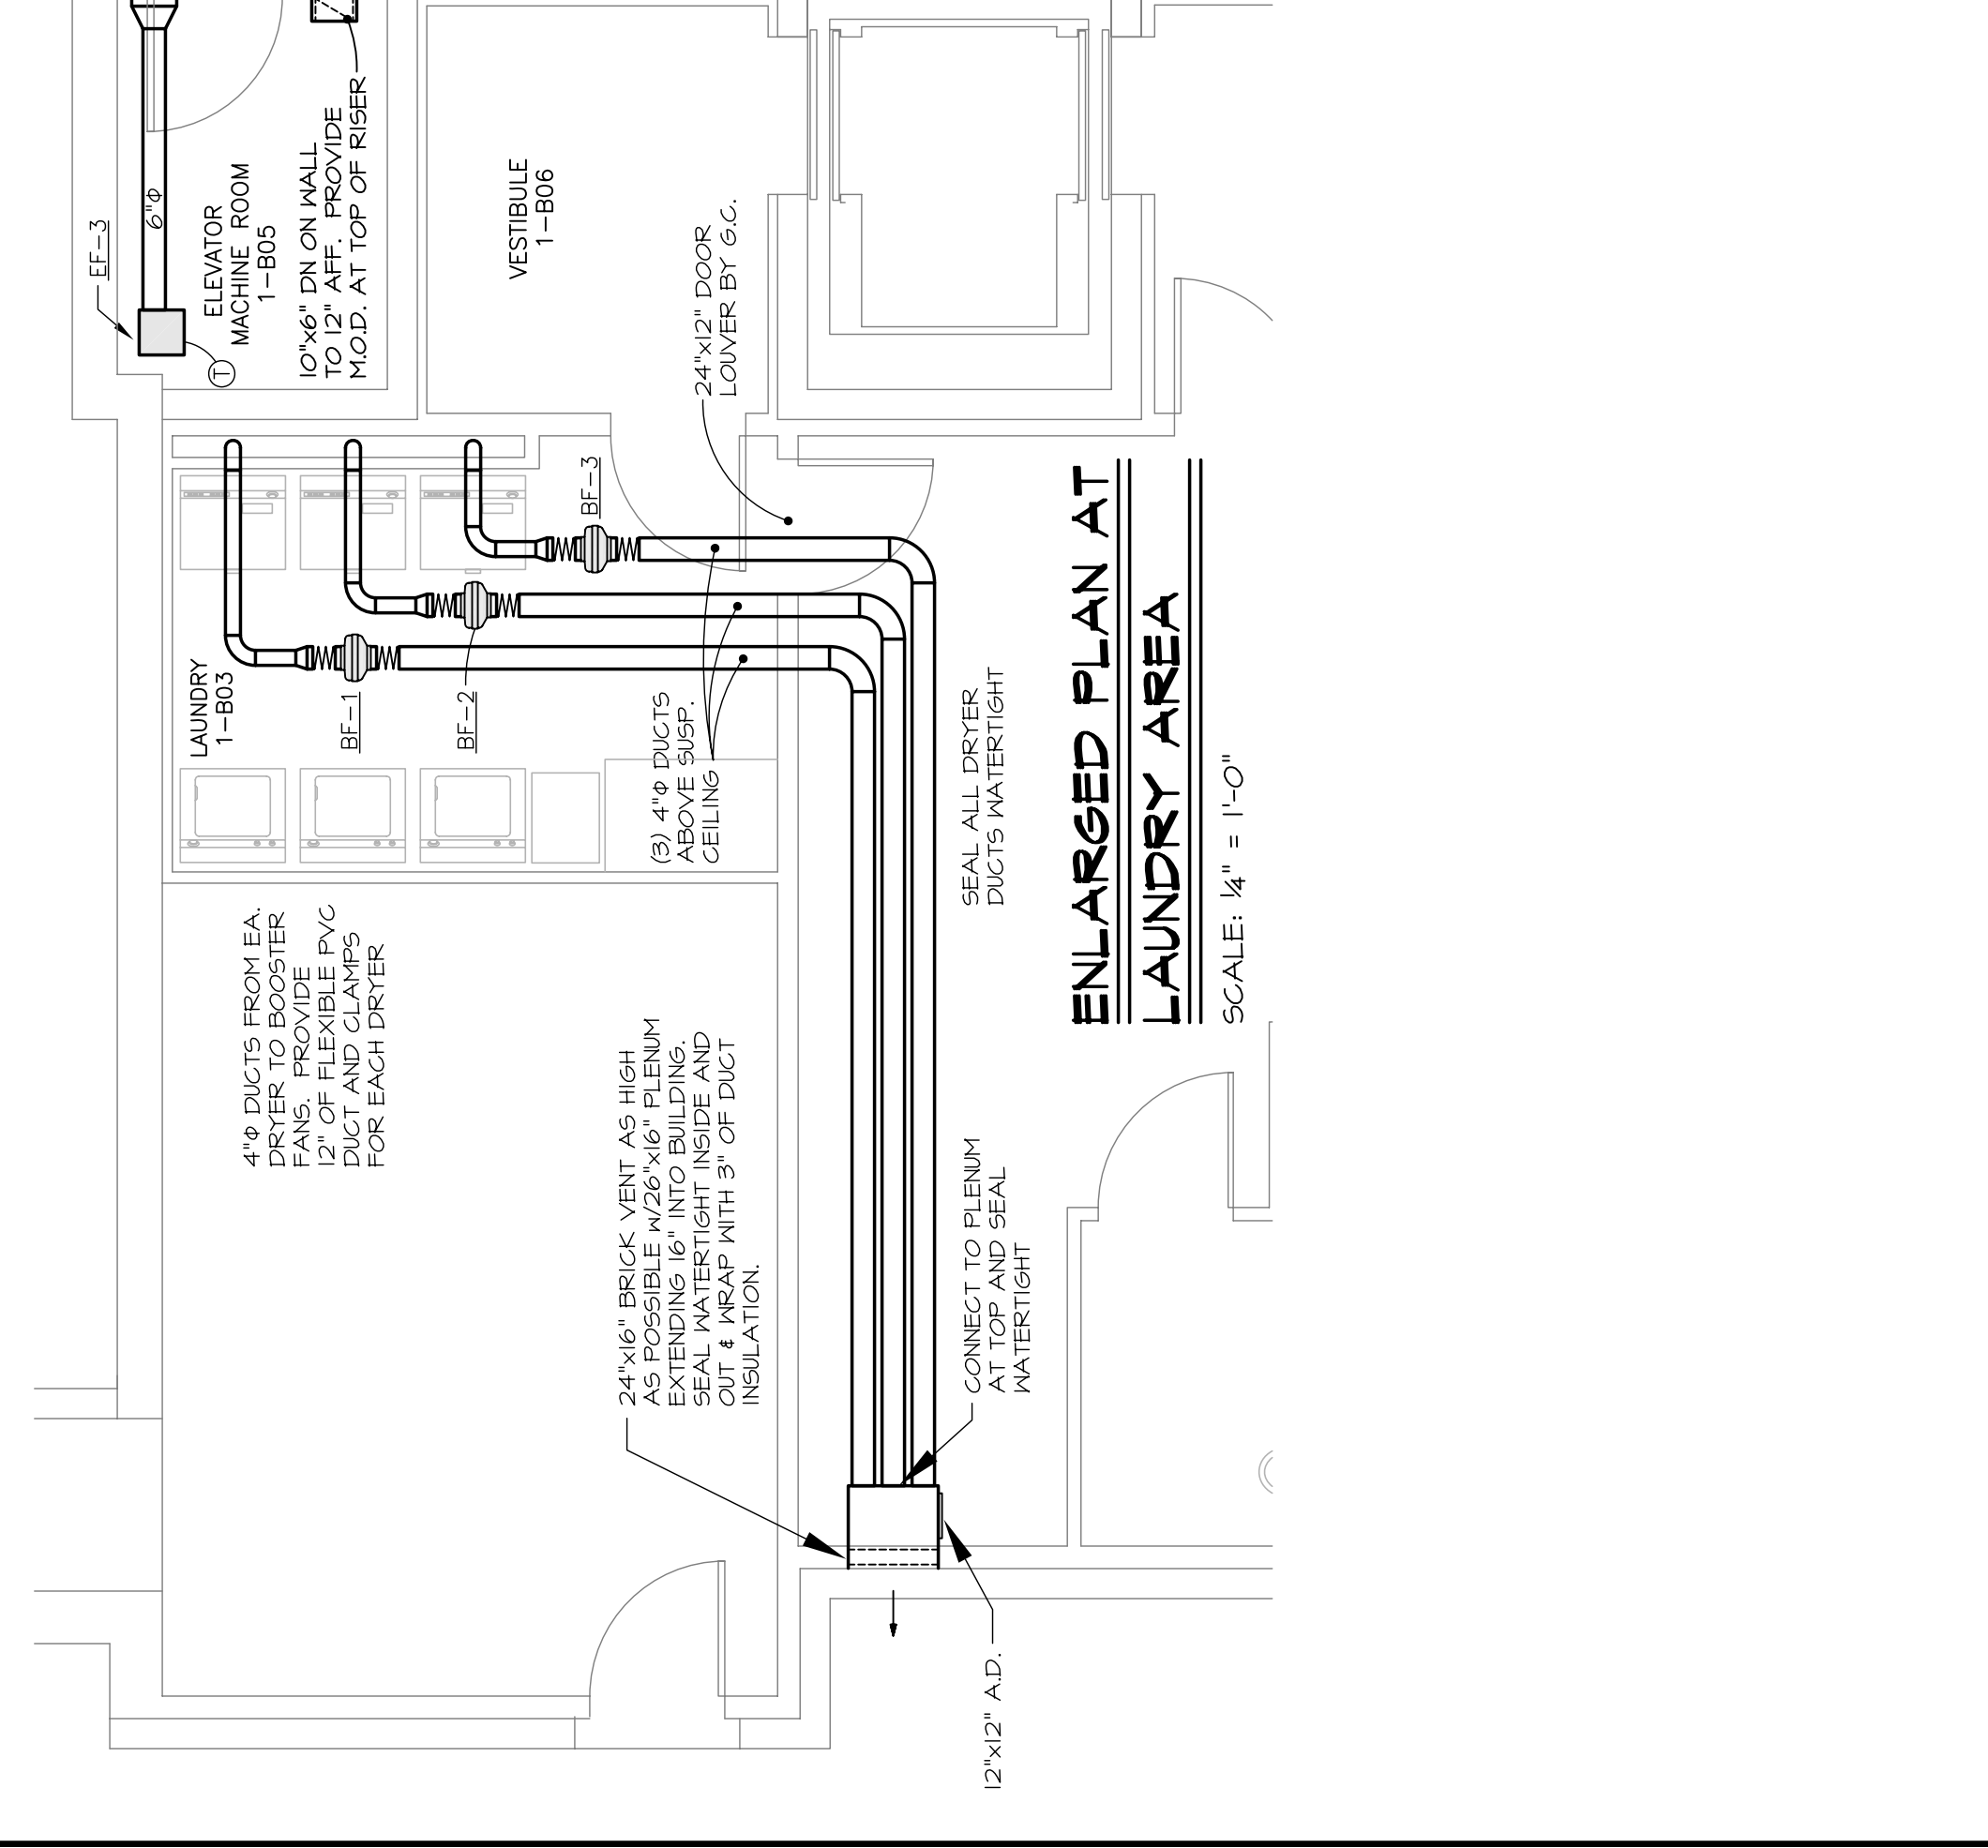 EF-3
6"Φ
ELEVATOR
MACHINE ROOM
1-B05
T
10"x6" DN ON WALL
TO 12" AFF. PROVIDE
M.O.D. AT TOP OF RISER
VESTIBULE
1-B06
24"x12" DOOR
LOUVER BY G.C.
LAUNDRY
1-B03
BF-1
BF-2
BF-3
(3) 4"Φ DUCTS
ABOVE SUSP.
CEILING
SEAL ALL DRYER
DUCTS WATERTIGHT
4"Φ DUCTS FROM EA.
DRYER TO BOOSTER
FANS. PROVIDE
12" OF FLEXIBLE PVC
DUCT AND CLAMPS
FOR EACH DRYER
24"x16" BRICK VENT AS HIGH
AS POSSIBLE w/26"x16" PLENUM
EXTENDING 16" INTO BUILDING.
SEAL WATERTIGHT INSIDE AND
OUT & WRAP WITH 3" OF DUCT
INSULATION.
CONNECT TO PLENUM
AT TOP AND SEAL
WATERTIGHT
12"x12" A.D.
ENLARGED PLAN AT
LAUNDRY AREA
SCALE: ¼" = 1'-0"